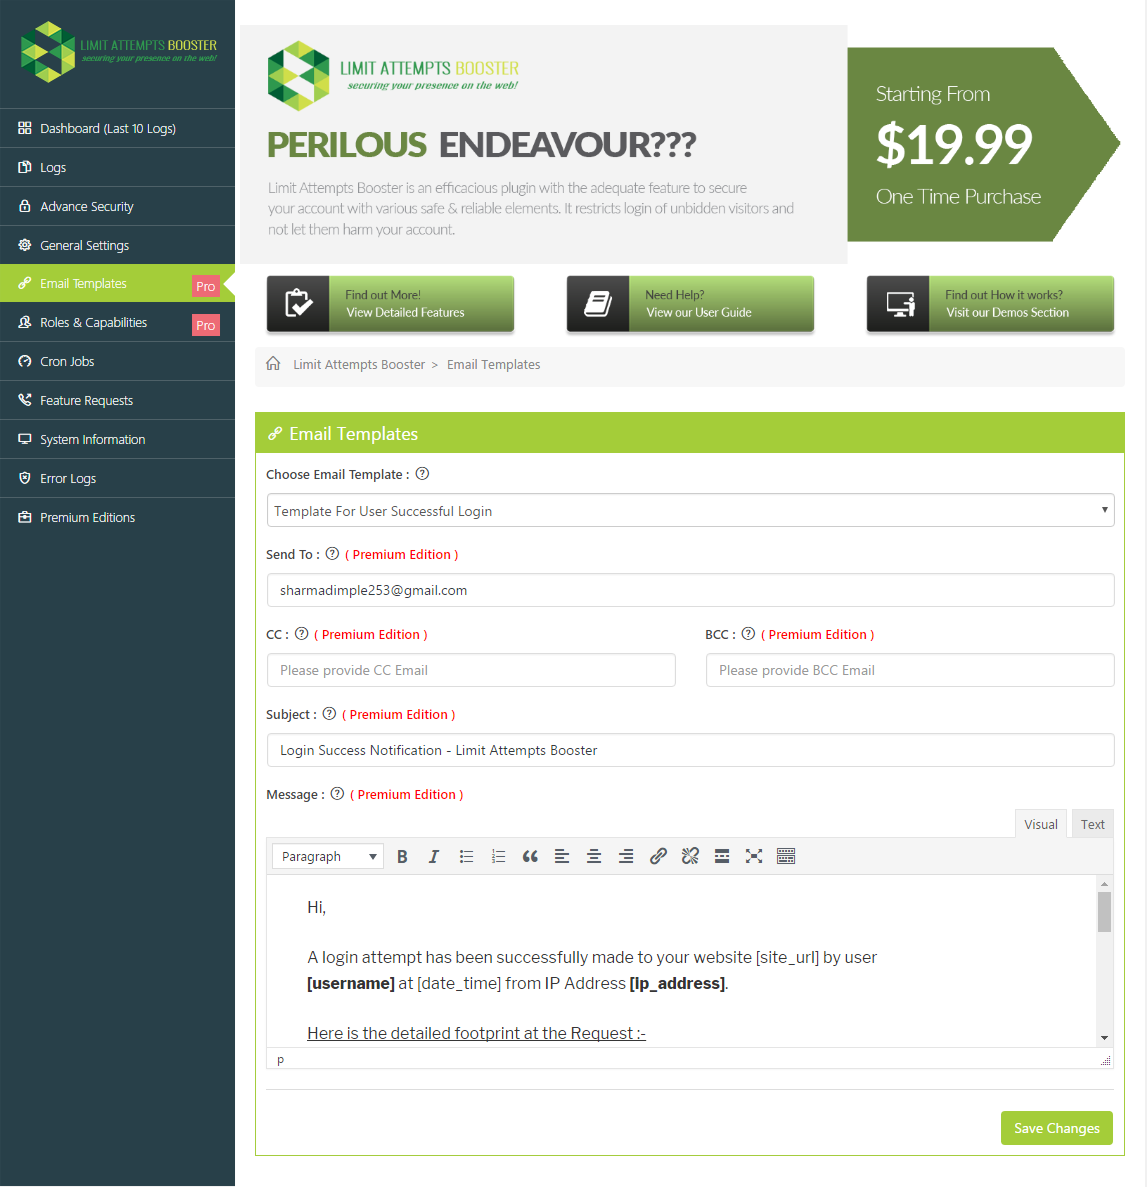 LIMIT ATTEMPTS BOOSTER
securing your presence on the web!
Dashboard (Last 10 Logs)
Logs
Advance Security
General Settings
Email Templates
Pro
Roles & Capabilities
Pro
Cron Jobs
Feature Requests
System Information
Error Logs
Premium Editions
LIMIT ATTEMPTS BOOSTER
securing your presence on the web!
PERILOUS ENDEAVOUR???
Limit Attempts Booster is an efficacious plugin with the adequate feature to secure
your account with various safe & reliable elements. It restricts login of unbidden visitors and
not let them harm your account.
Starting From
$19.99
One Time Purchase
Find out More!
View Detailed Features
Need Help?
View our User Guide
Find out How it works?
Visit our Demos Section
Limit Attempts Booster > Email Templates
Email Templates
Choose Email Template : ?
Template For User Successful Login
Send To : ? ( Premium Edition )
sharmadimple253@gmail.com
CC : ? ( Premium Edition )
Please provide CC Email
BCC : ? ( Premium Edition )
Please provide BCC Email
Subject : ? ( Premium Edition )
Login Success Notification - Limit Attempts Booster
Message : ? ( Premium Edition )
Visual Text
Paragraph B I
Hi,
A login attempt has been successfully made to your website [site_url] by user
[username] at [date_time] from IP Address [ip_address].
Here is the detailed footprint at the Request :-
p
Save Changes